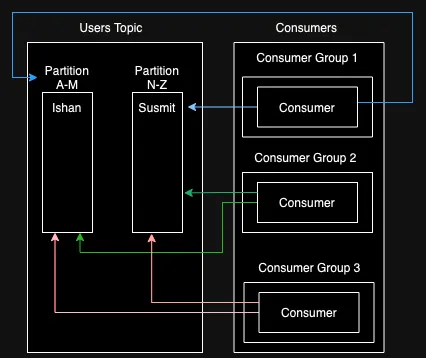 Users Topic
Consumers
Partition
A-M
Partition
N-Z
Ishan
Susmit
Consumer Group 1
Consumer
Consumer Group 2
Consumer
Consumer Group 3
Consumer